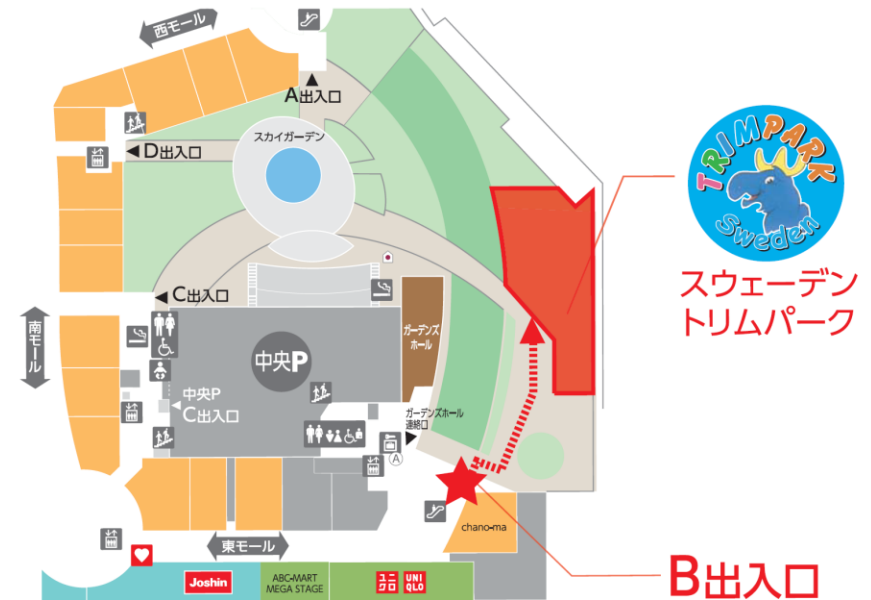 西モール
A出入口
スカイガーデン
D出入口
TRIMPARK
Sweden
スウェーデン
トリムパーク
C出入口
南モール
ガーデンズ
ホール
中央P
中央P
C出入口
ガーデンズホール
連絡口
A
chano-ma
東モール
B出入口
Joshin
ABC-MART
MEGA STAGE
ユニ
クロ
UNI
QLO